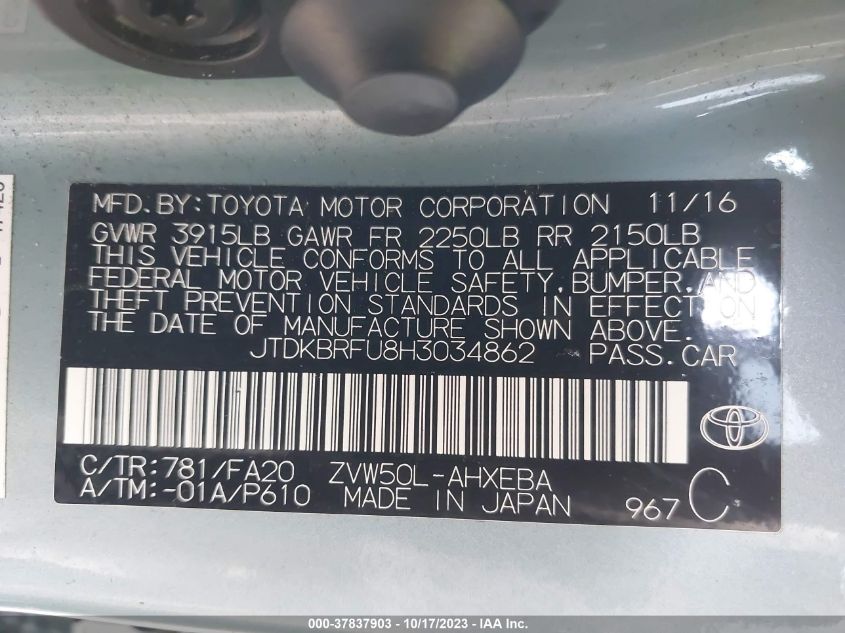 MFD.BY:TOYOTA MOTOR CORPORATION 11/16
GVWR 3915LB GAWR FR 2250LB RR 2150LB
THIS VEHICLE CONFORMS TO ALL APPLICABLE
FEDERAL MOTOR VEHICLE SAFETY,BUMPER,AND
THEFT PREVENTION STANDARDS IN EFFECT ON
THE DATE OF MANUFACTURE SHOWN ABOVE.
JTDKBRFU8H3034862 PASS.CAR
C/TR:781/FA20 ZVW50L-AHXEBA
A/TM:-01A/P610 MADE IN JAPAN 967 C
000-37837903 - 10/17/2023 - IAA Inc.